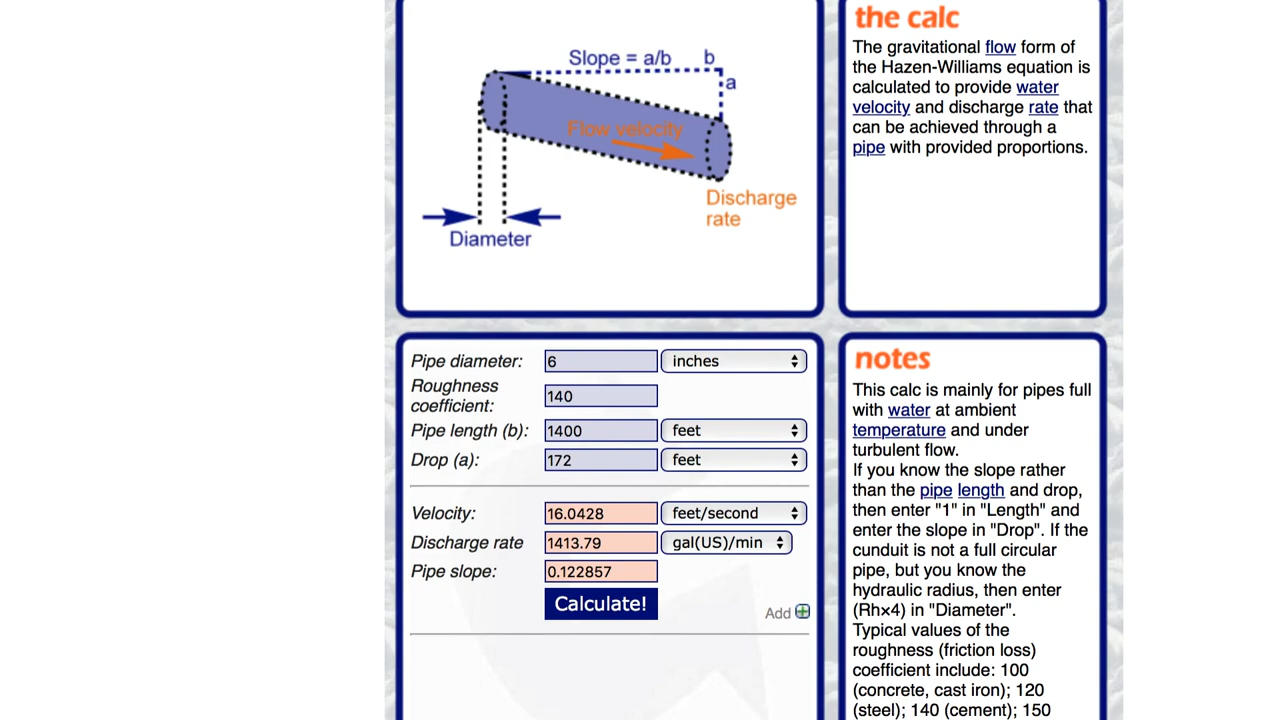 Slope = a/b b
a
Flow velocity
Discharge
rate
Diameter
the calc
The gravitational flow form of
the Hazen-Williams equation is
calculated to provide water
velocity and discharge rate that
can be achieved through a
pipe with provided proportions.
Pipe diameter: 6 inches
Roughness
coefficient: 140
Pipe length (b): 1400 feet
Drop (a): 172 feet
Velocity: 16.0428 feet/second
Discharge rate 1413.79 gal(US)/min
Pipe slope: 0.122857
Calculate!
Add
notes
This calc is mainly for pipes full
with water at ambient
temperature and under
turbulent flow.
If you know the slope rather
than the pipe length and drop,
then enter "1" in "Length" and
enter the slope in "Drop". If the
cunduit is not a full circular
pipe, but you know the
hydraulic radius, then enter
(Rh×4) in "Diameter".
Typical values of the
roughness (friction loss)
coefficient include: 100
(concrete, cast iron); 120
(steel); 140 (cement); 150